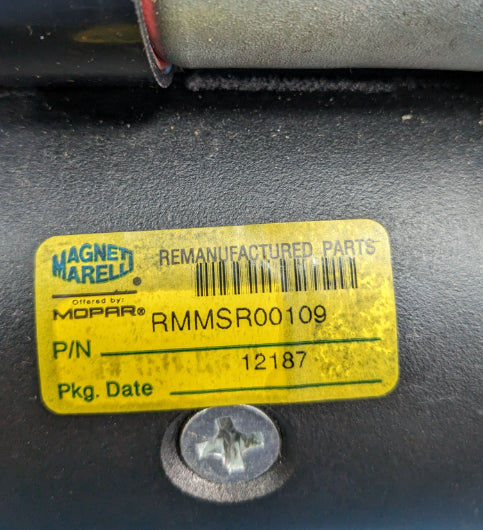 MAGNETI MARELLI®
REMANUFACTURED PARTS
Offered by:
MOPAR®
RMMSR00109
P/N
12187
Pkg. Date